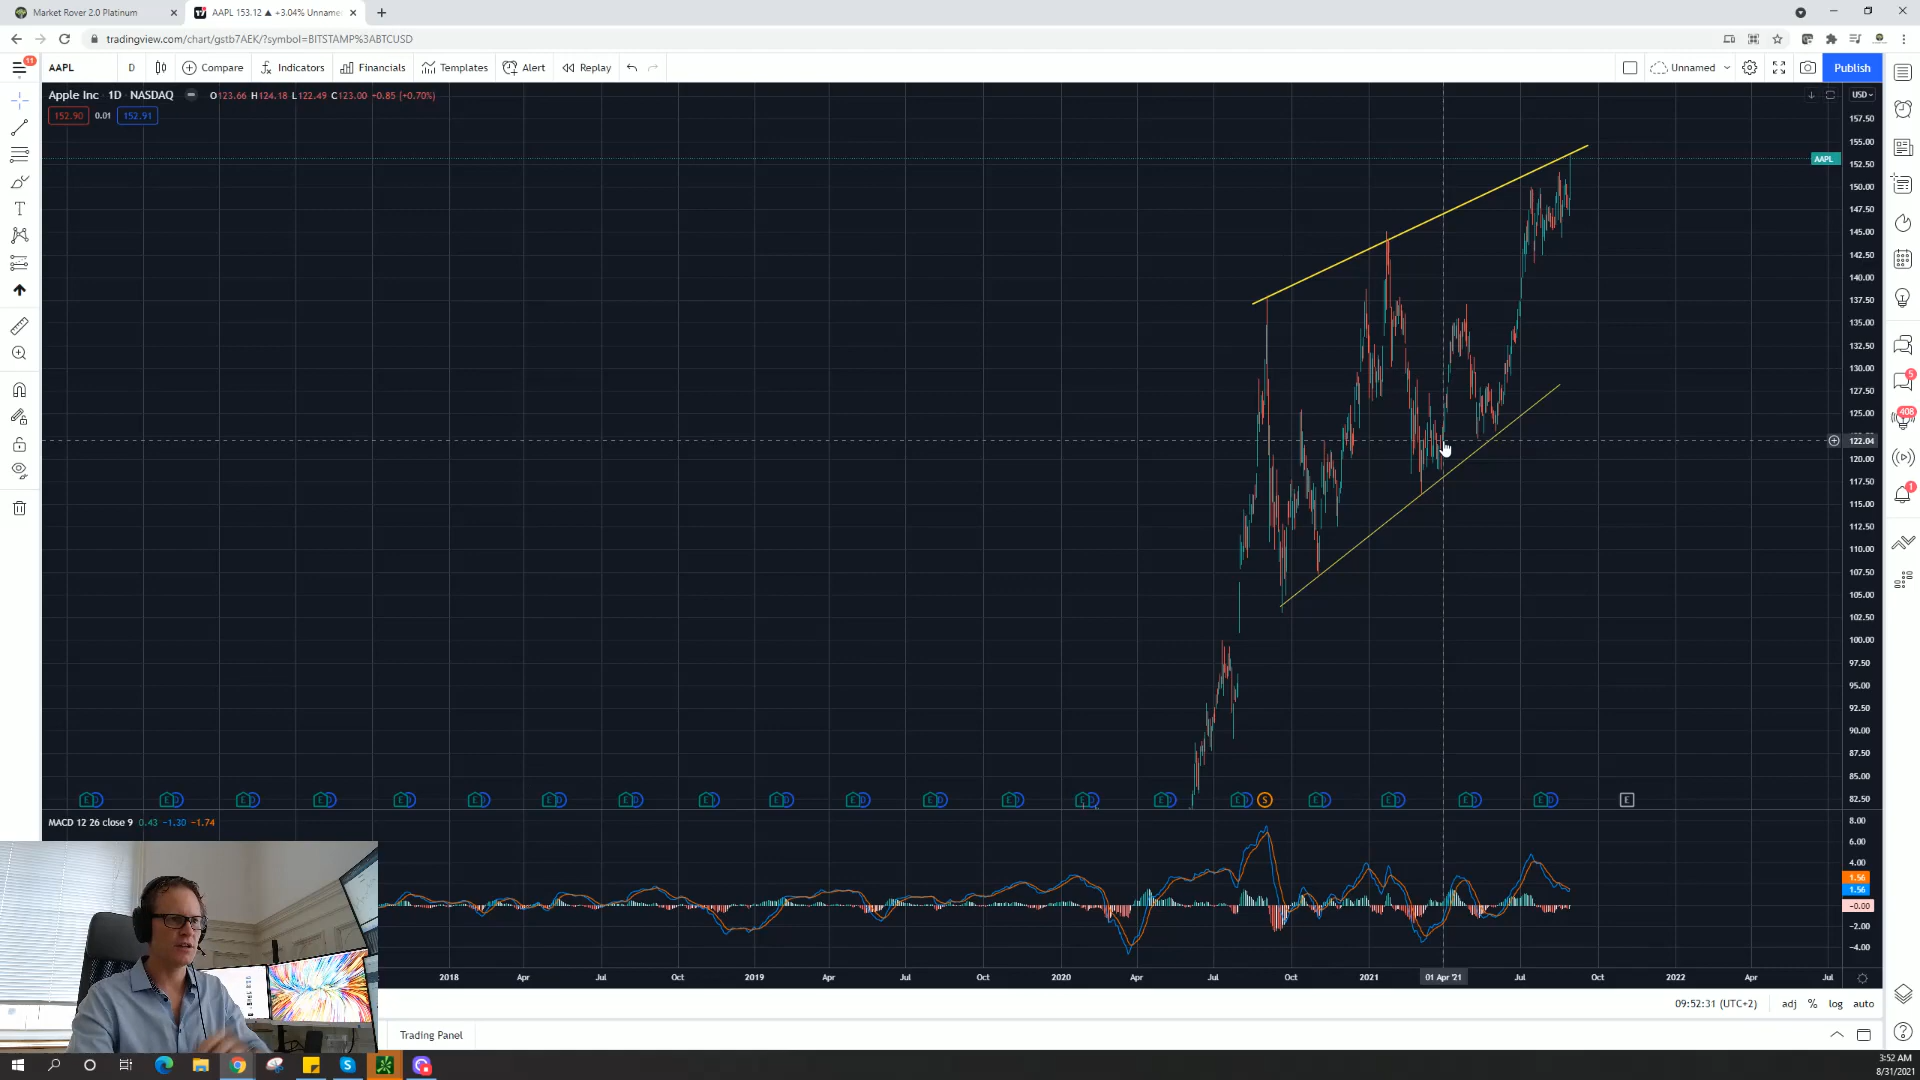 Market Rover 2.0 Platinum
AAPL 153.12 ▲ +3.04% Unname
tradingview.com/chart/gstb7AEK/?symbol=BITSTAMP%3ABTCUSD
11
AAPL
D
Compare
Indicators
Financials
Templates
Alert
Replay
Unnamed
Publish
Apple Inc · 1D · NASDAQ
O123.66 H124.18 L122.49 C123.00 +0.85 (+0.70%)
USD
152.90
0.01
152.91
157.50
155.00
AAPL
152.50
150.00
147.50
145.00
142.50
140.00
137.50
135.00
132.50
130.00
127.50
125.00
122.04
120.00
117.50
115.00
112.50
110.00
107.50
105.00
102.50
100.00
97.50
95.00
92.50
90.00
87.50
85.00
82.50
5
408
1
E D E D E D E D E D E D E D E D E D E D E D E D E D E D E D E D S E D E D E D E D E
MACD 12 26 close 9 0.43 −1.30 −1.74
8.00
6.00
4.00
1.56
1.56
−0.00
−2.00
−4.00
2018
Apr
Jul
Oct
2019
Apr
Jul
Oct
2020
Apr
Jul
Oct
2021
01 Apr '21
Jul
Oct
2022
Apr
Jul
09:52:31 (UTC+2)
adj
%
log
auto
Trading Panel
3:52 AM
8/31/2021